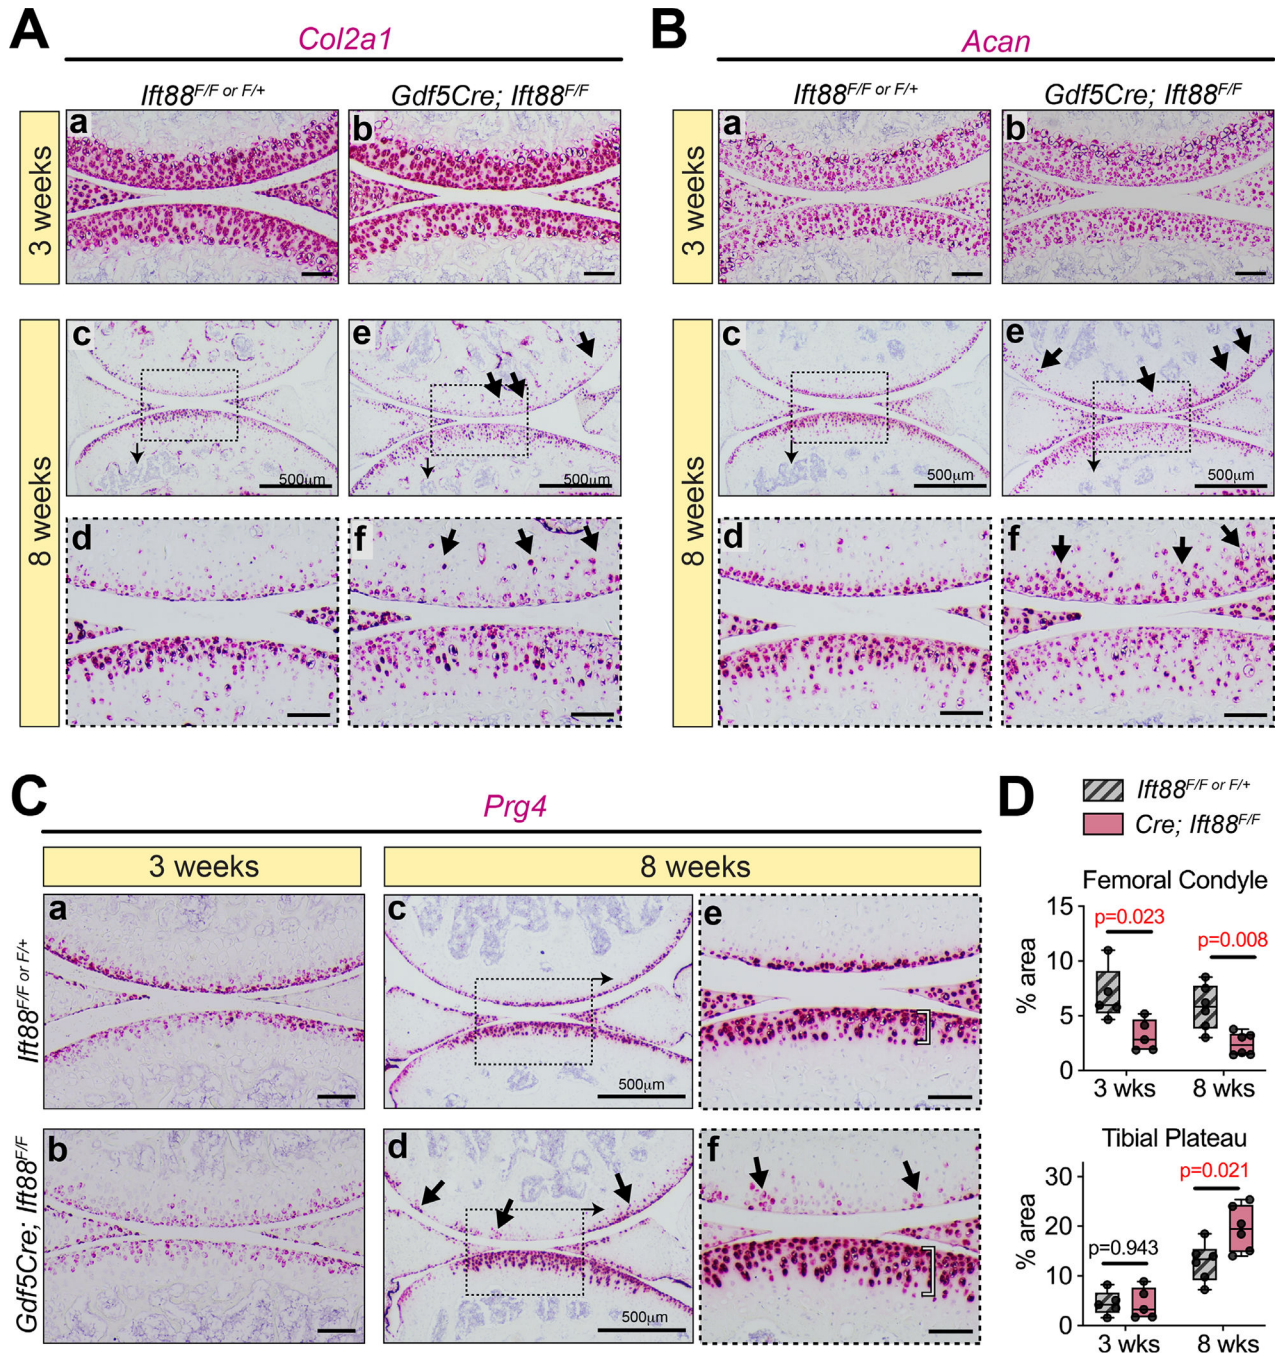 A
Col2a1
Ift88F/F or F/+
Gdf5Cre; Ift88F/F
3 weeks
a
b
8 weeks
c
500μm
e
500μm
d
f
B
Acan
Ift88F/F or F/+
Gdf5Cre; Ift88F/F
3 weeks
a
b
8 weeks
c
500μm
e
500μm
d
f
C
Prg4
3 weeks
8 weeks
Ift88F/F or F/+
a
c
500μm
e
Gdf5Cre; Ift88F/F
b
d
500μm
f
D
Ift88F/F or F/+
Cre; Ift88F/F
Femoral Condyle
p=0.023
p=0.008
% area
15
10
5
0
3 wks
8 wks
Tibial Plateau
p=0.021
p=0.943
% area
30
20
10
0
3 wks
8 wks